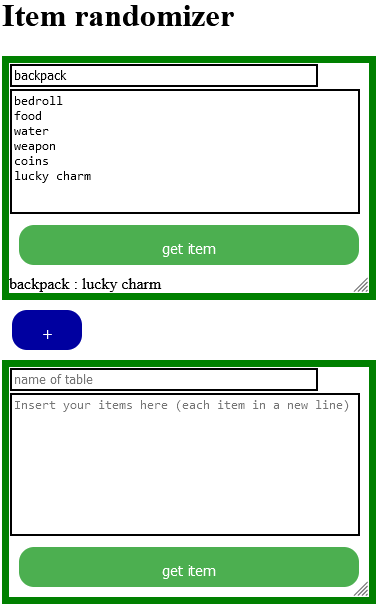 Item randomizer
backpack
bedroll
food
water
weapon
coins
lucky charm
get item
backpack : lucky charm
+
name of table
Insert your items here (each item in a new line)
get item